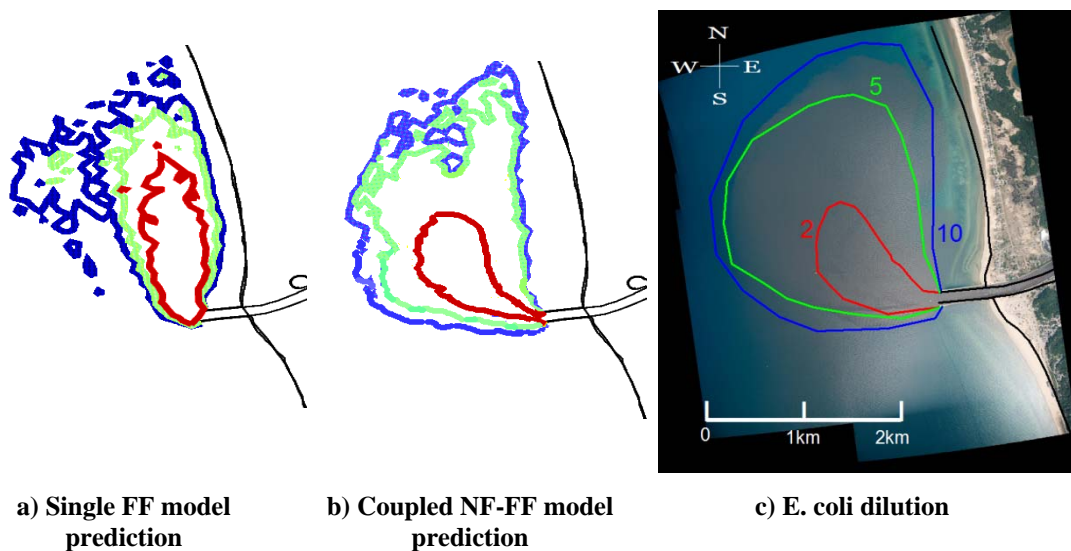 N
W E
S
5
2
10
0 1km 2km
a) Single FF model
prediction
b) Coupled NF-FF model
prediction
c) E. coli dilution